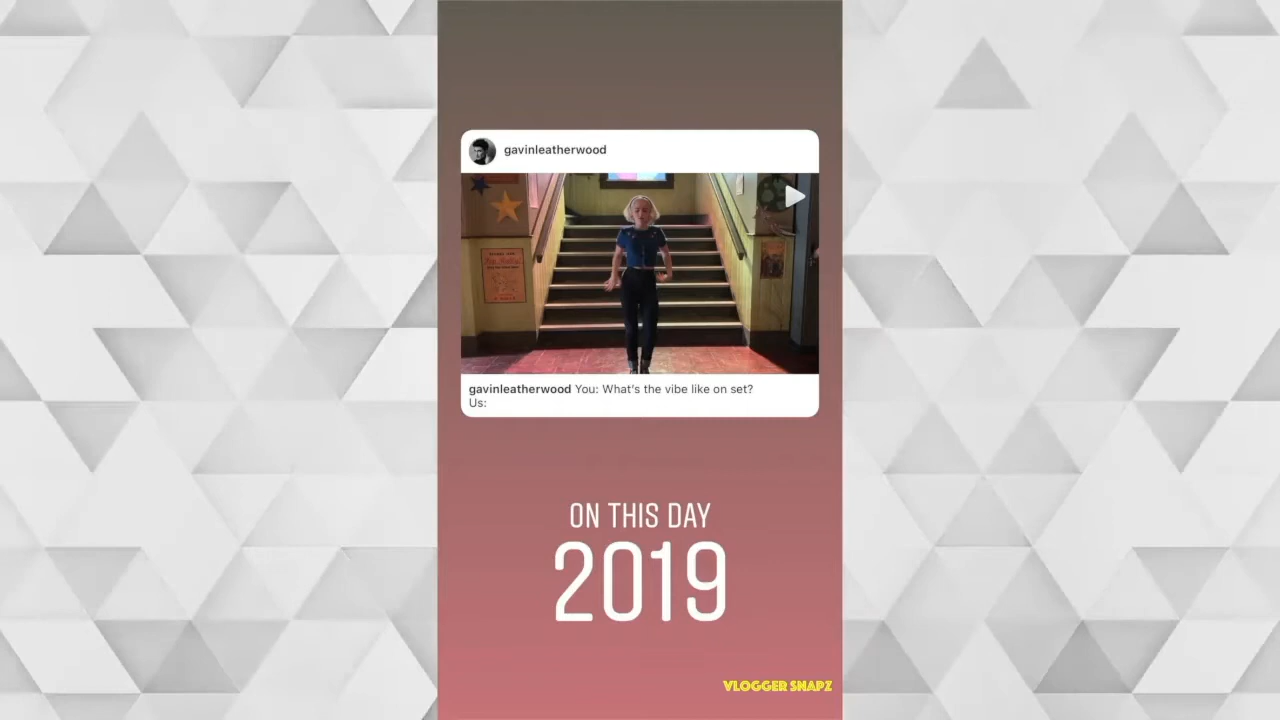 gavinleatherwood
gavinleatherwood You: What's the vibe like on set?
Us:
ON THIS DAY
2019
VLOGGER SNAPZ